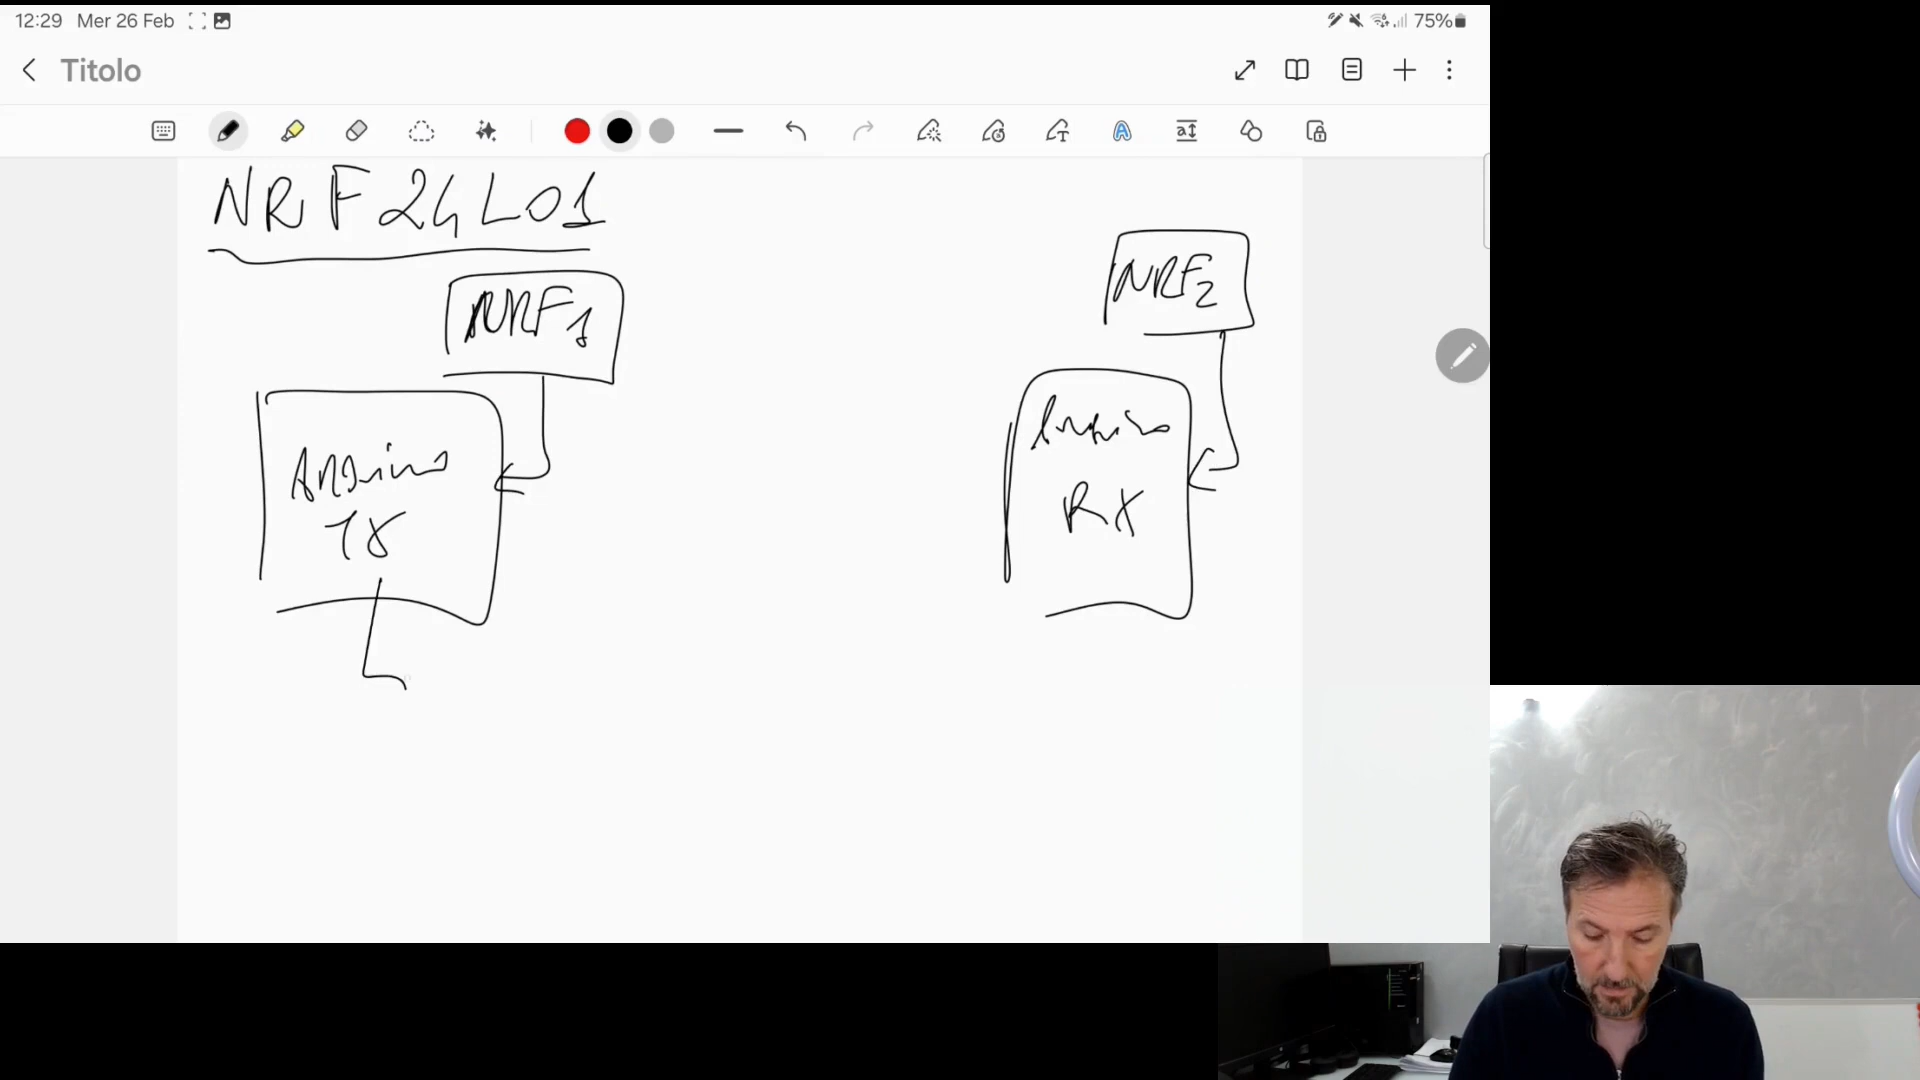 12:29 Mer 26 Feb
75%
Titolo
NRF24L01
NRF1
NRF2
Arduino
TX
Arduino
RX